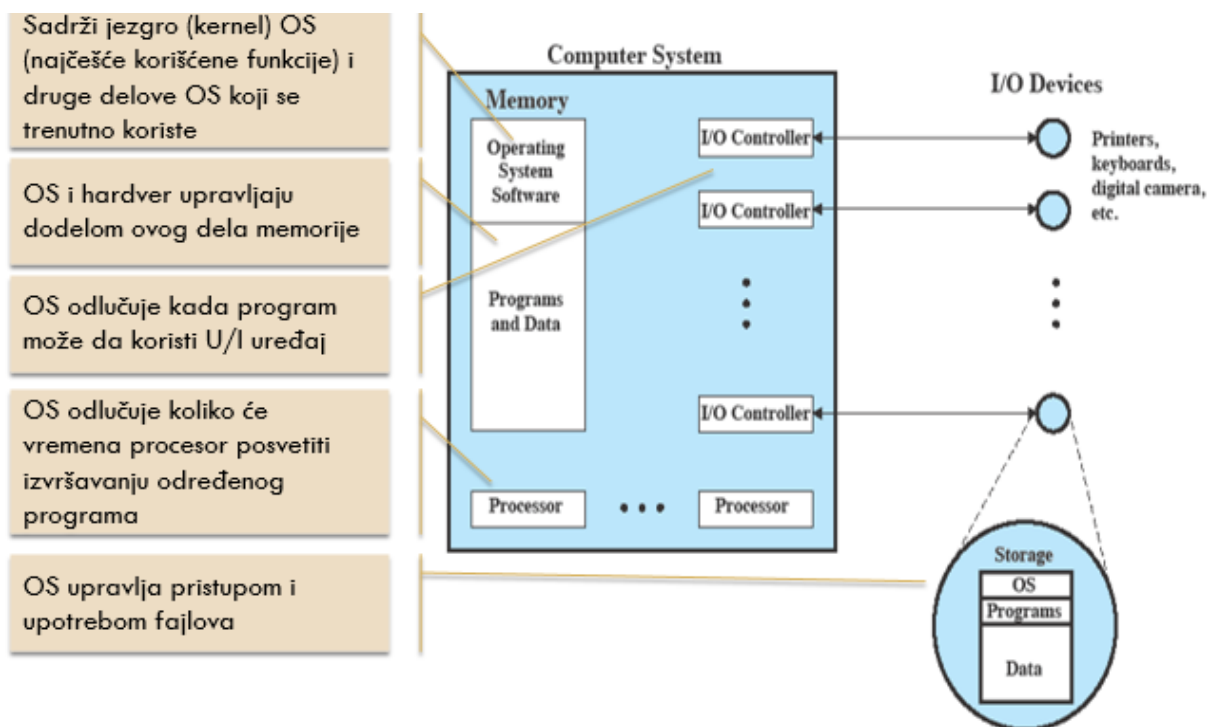 Sadrži jezgro (kernel) OS
(najčešće korišćene funkcije) i
druge delove OS koji se
trenutno koriste
OS i hardver upravljaju
dodelom ovog dela memorije
OS odlučuje kada program
može da koristi U/I uređaj
OS odlučuje koliko će
vremena procesor posvetiti
izvršavanju određenog
programa
OS upravlja pristupom i
upotrebom fajlova
Computer System
Memory
Operating
System
Software
Programs
and Data
Processor
I/O Controller
I/O Controller
I/O Controller
Processor
I/O Devices
Printers,
keyboards,
digital camera,
etc.
Storage
OS
Programs
Data